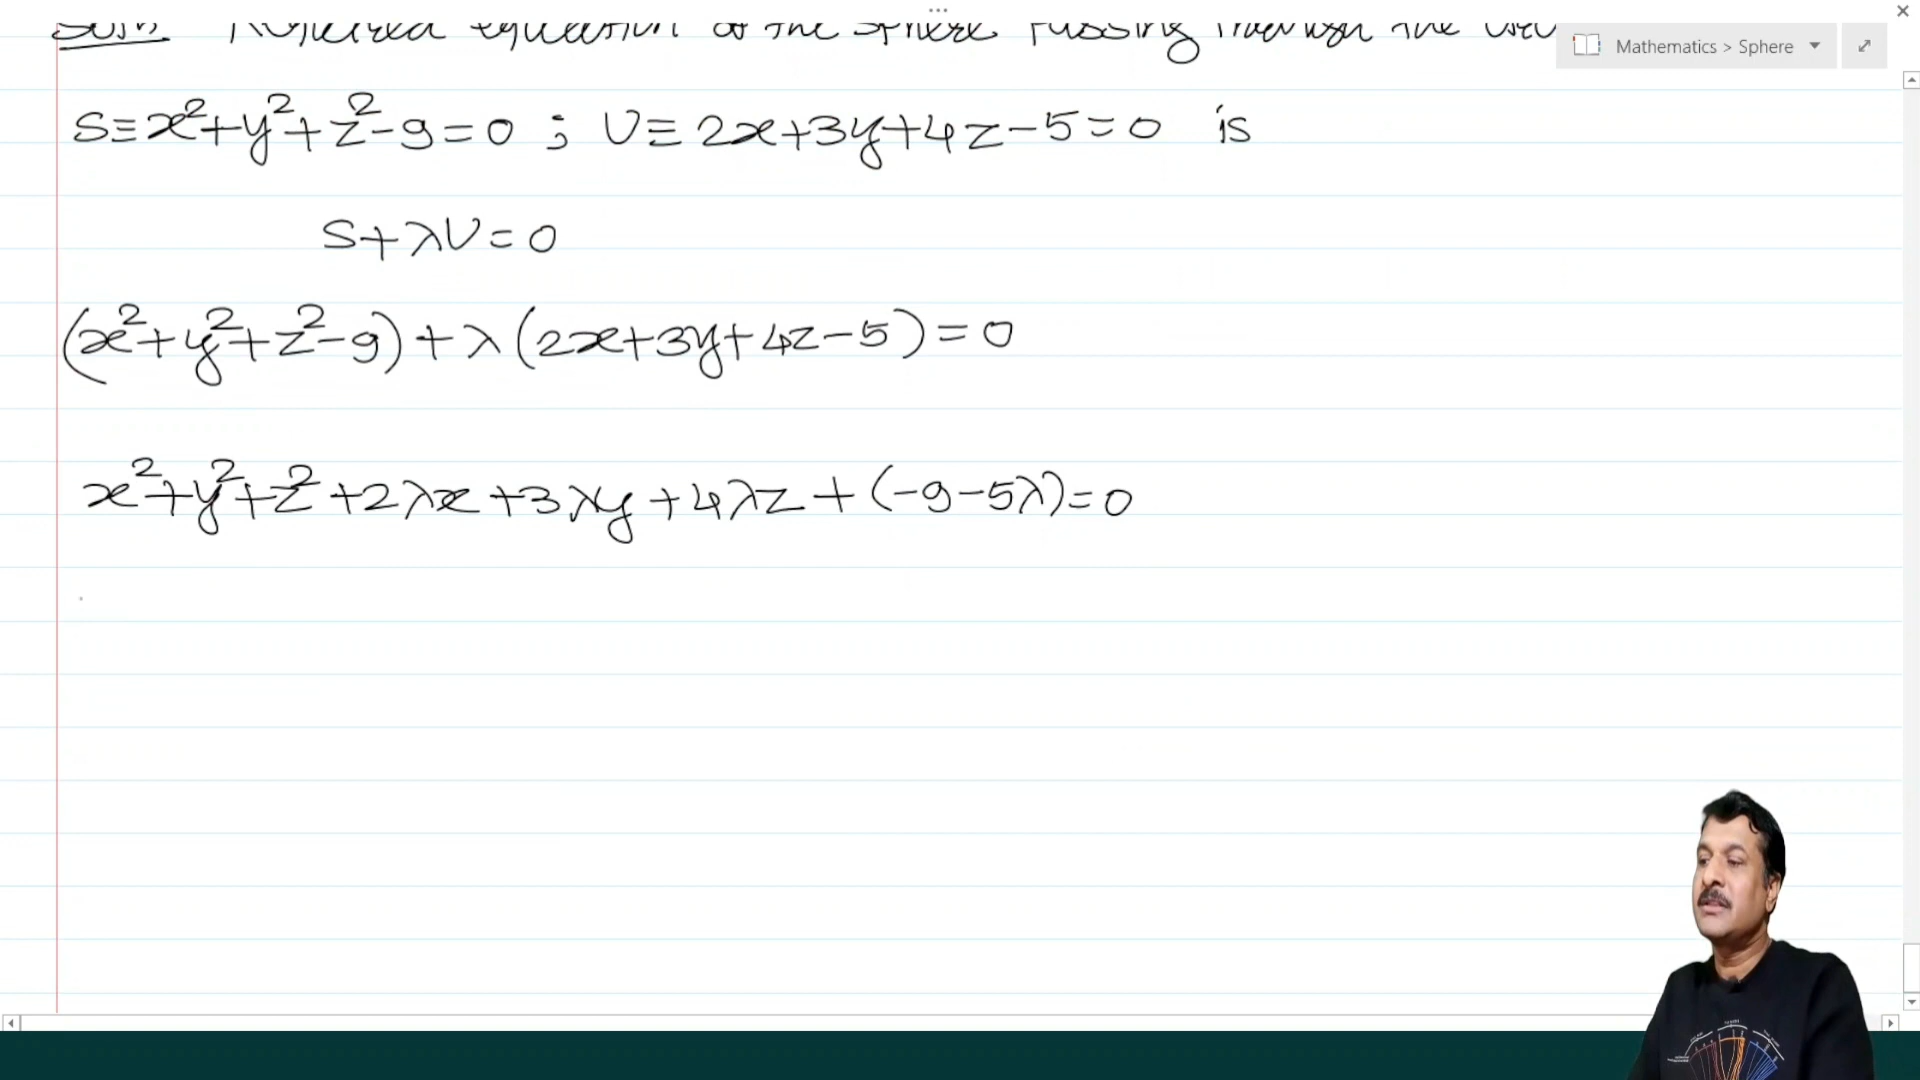 Soln. Required equation of the sphere passing through the
Mathematics > Sphere
S≡x²+y²+z²-9=0 ; U≡2x+3y+4z-5=0 is
S+λU=0
(x²+y²+z²-9)+λ(2x+3y+4z-5)=0
x²+y²+z²+2λx+3λy+4λz+(-9-5λ)=0